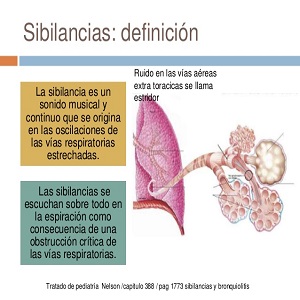 Sibilancias: definición
La sibilancia es un
sonido musical y
continuo que se origina
en las oscilaciones de
las vías respiratorias
estrechadas.
Ruido en las vías aéreas
extra toracicas se llama
estridor
Las sibilancias se
escuchan sobre todo en
la espiración como
consecuencia de una
obstrucción crítica de
las vías respiratorias.
Tratado de pediatría Nelson /capitulo 388 / pag 1773 sibilancias y bronquiolitis